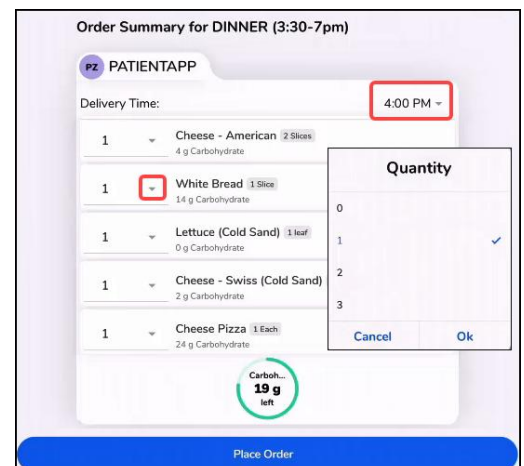 Order Summary for DINNER (3:30-7pm)
PZ PATIENTAPP
Delivery Time: 4:00 PM
1 Cheese - American 2 Slices
4 g Carbohydrate
1 White Bread 1 Slice
14 g Carbohydrate
1 Lettuce (Cold Sand) 1 leaf
0 g Carbohydrate
1 Cheese - Swiss (Cold Sand)
2 g Carbohydrate
1 Cheese Pizza 1 Each
24 g Carbohydrate
Quantity
0
1
2
3
Cancel Ok
Carboh...
19 g
left
Place Order